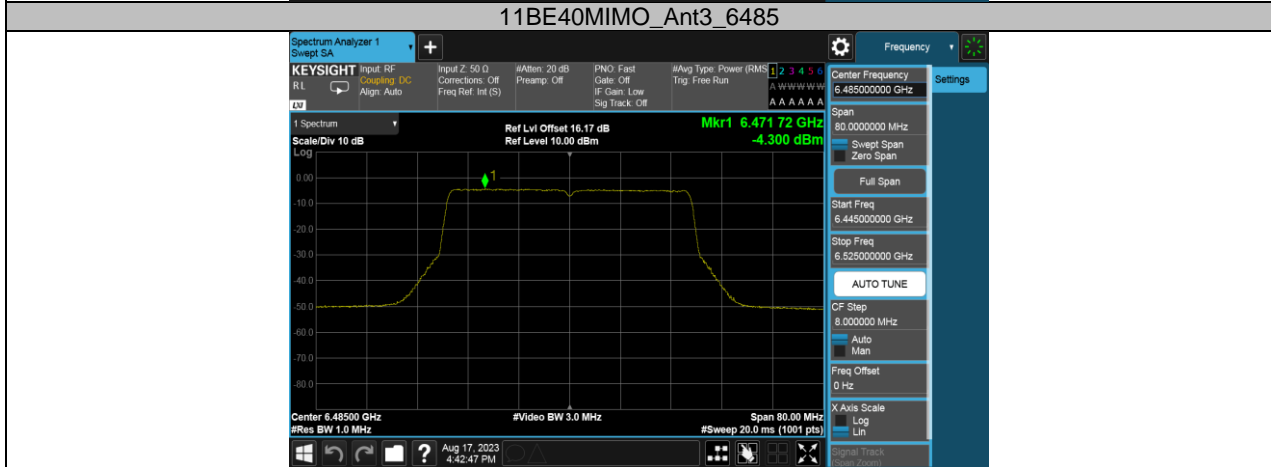 11BE40MIMO_Ant3_6485
Spectrum Analyzer 1
Swept SA
+
Frequency
KEYSIGHT
RL
LXI
Input: RF
Coupling: DC
Align: Auto
Input Z: 50 Ω
Corrections: Off
Freq Ref: Int (S)
#Atten: 20 dB
Preamp: Off
PNO: Fast
Gate: Off
IF Gain: Low
Sig Track: Off
#Avg Type: Power (RMS
Trig: Free Run
1 2 3 4 5 6
A W W W W W
A A A A A A
Center Frequency
6.485000000 GHz
Settings
Span
80.0000000 MHz
Swept Span
Zero Span
Full Span
Start Freq
6.445000000 GHz
Stop Freq
6.525000000 GHz
AUTO TUNE
CF Step
8.000000 MHz
Auto
Man
Freq Offset
0 Hz
X Axis Scale
Log
Lin
Signal Track
(Span Zoom)
1 Spectrum
Scale/Div 10 dB
Log
Ref Lvl Offset 16.17 dB
Ref Level 10.00 dBm
Mkr1 6.471 72 GHz
-4.300 dBm
1
0.00
-10.0
-20.0
-30.0
-40.0
-50.0
-60.0
-70.0
-80.0
Center 6.48500 GHz
#Res BW 1.0 MHz
#Video BW 3.0 MHz
Span 80.00 MHz
#Sweep 20.0 ms (1001 pts)
?
Aug 17, 2023
4:42:47 PM